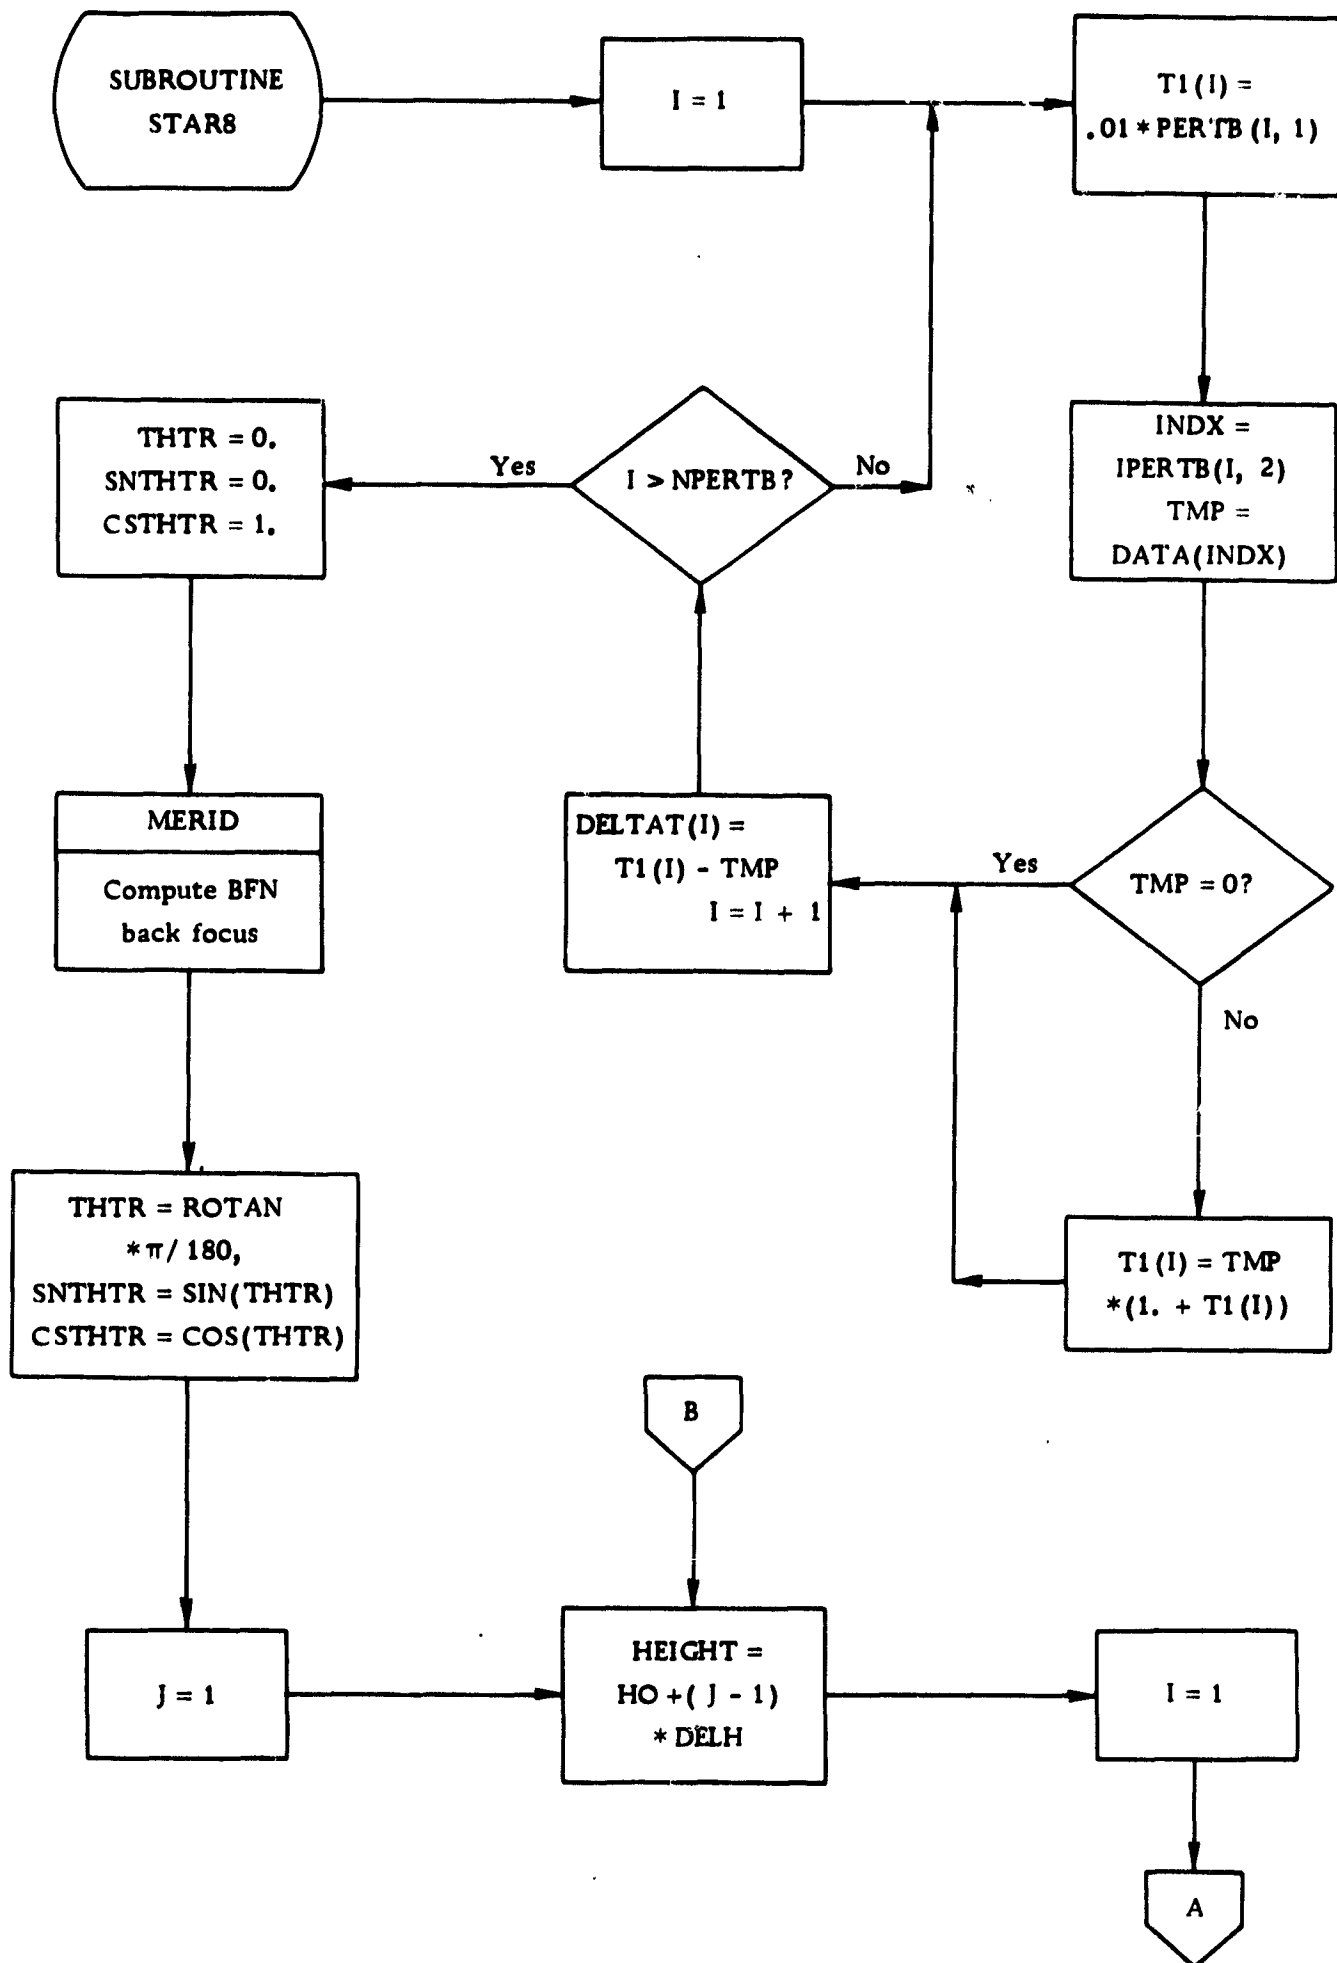 SUBROUTINE
STAR8
I = 1
T1(I) =
.01 * PERTB(I, 1)
INDX =
IPERTB(I, 2)
TMP =
DATA(INDX)
TMP = 0?
Yes
No
T1(I) = TMP
*(1. + T1(I))
DELTAT(I) =
T1(I) - TMP
I = I + 1
I > NPERTB?
Yes
No
THTR = 0.
SNTHTR = 0.
CSTHTR = 1.
MERID
Compute BFN
back focus
THTR = ROTAN
*π/ 180,
SNTHTR = SIN(THTR)
CSTHTR = COS(THTR)
J = 1
B
HEIGHT =
HO +( J - 1)
* DELH
I = 1
A